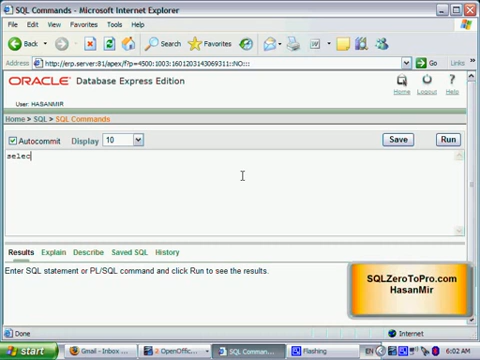 SQL Commands - Microsoft Internet Explorer
File Edit View Favorites Tools Help
Back Search Favorites
Address http://erp.server:81/apex/f?p=4500:1003:1601203143069311::NO::: Go Links
ORACLE Database Express Edition
Home Logout Help
User: HASANMIR
Home > SQL > SQL Commands
Autocommit Display 10 Save Run
selec
Results Explain Describe Saved SQL History
Enter SQL statement or PL/SQL command and click Run to see the results.
SQLZeroToPro.com
HasanMir
Done Internet
start Gmail - Inbox ... 2 OpenOffic... SQL Comman... Flashing EN 6:02 AM